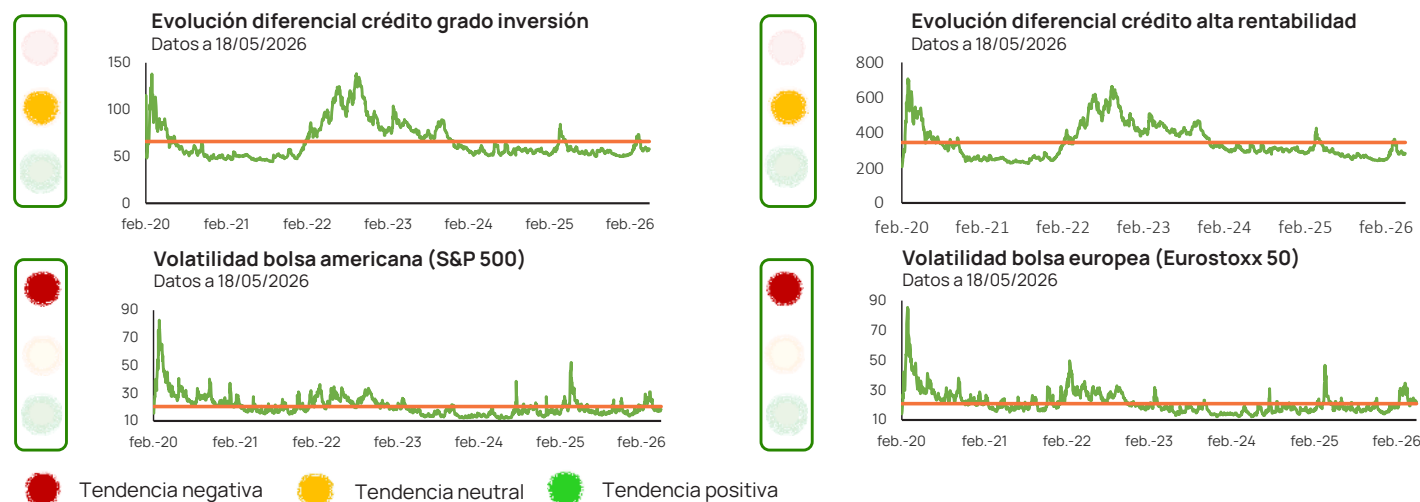 Evolución diferencial crédito grado inversión
Datos a 18/05/2026
150
100
50
0
feb.-20 feb.-21 feb.-22 feb.-23 feb.-24 feb.-25 feb.-26
Evolución diferencial crédito alta rentabilidad
Datos a 18/05/2026
800
600
400
200
0
feb.-20 feb.-21 feb.-22 feb.-23 feb.-24 feb.-25 feb.-26
Volatilidad bolsa americana (S&P 500)
Datos a 18/05/2026
90
70
50
30
10
feb.-20 feb.-21 feb.-22 feb.-23 feb.-24 feb.-25 feb.-26
Volatilidad bolsa europea (Eurostoxx 50)
Datos a 18/05/2026
90
70
50
30
10
feb.-20 feb.-21 feb.-22 feb.-23 feb.-24 feb.-25 feb.-26
Tendencia negativa Tendencia neutral Tendencia positiva